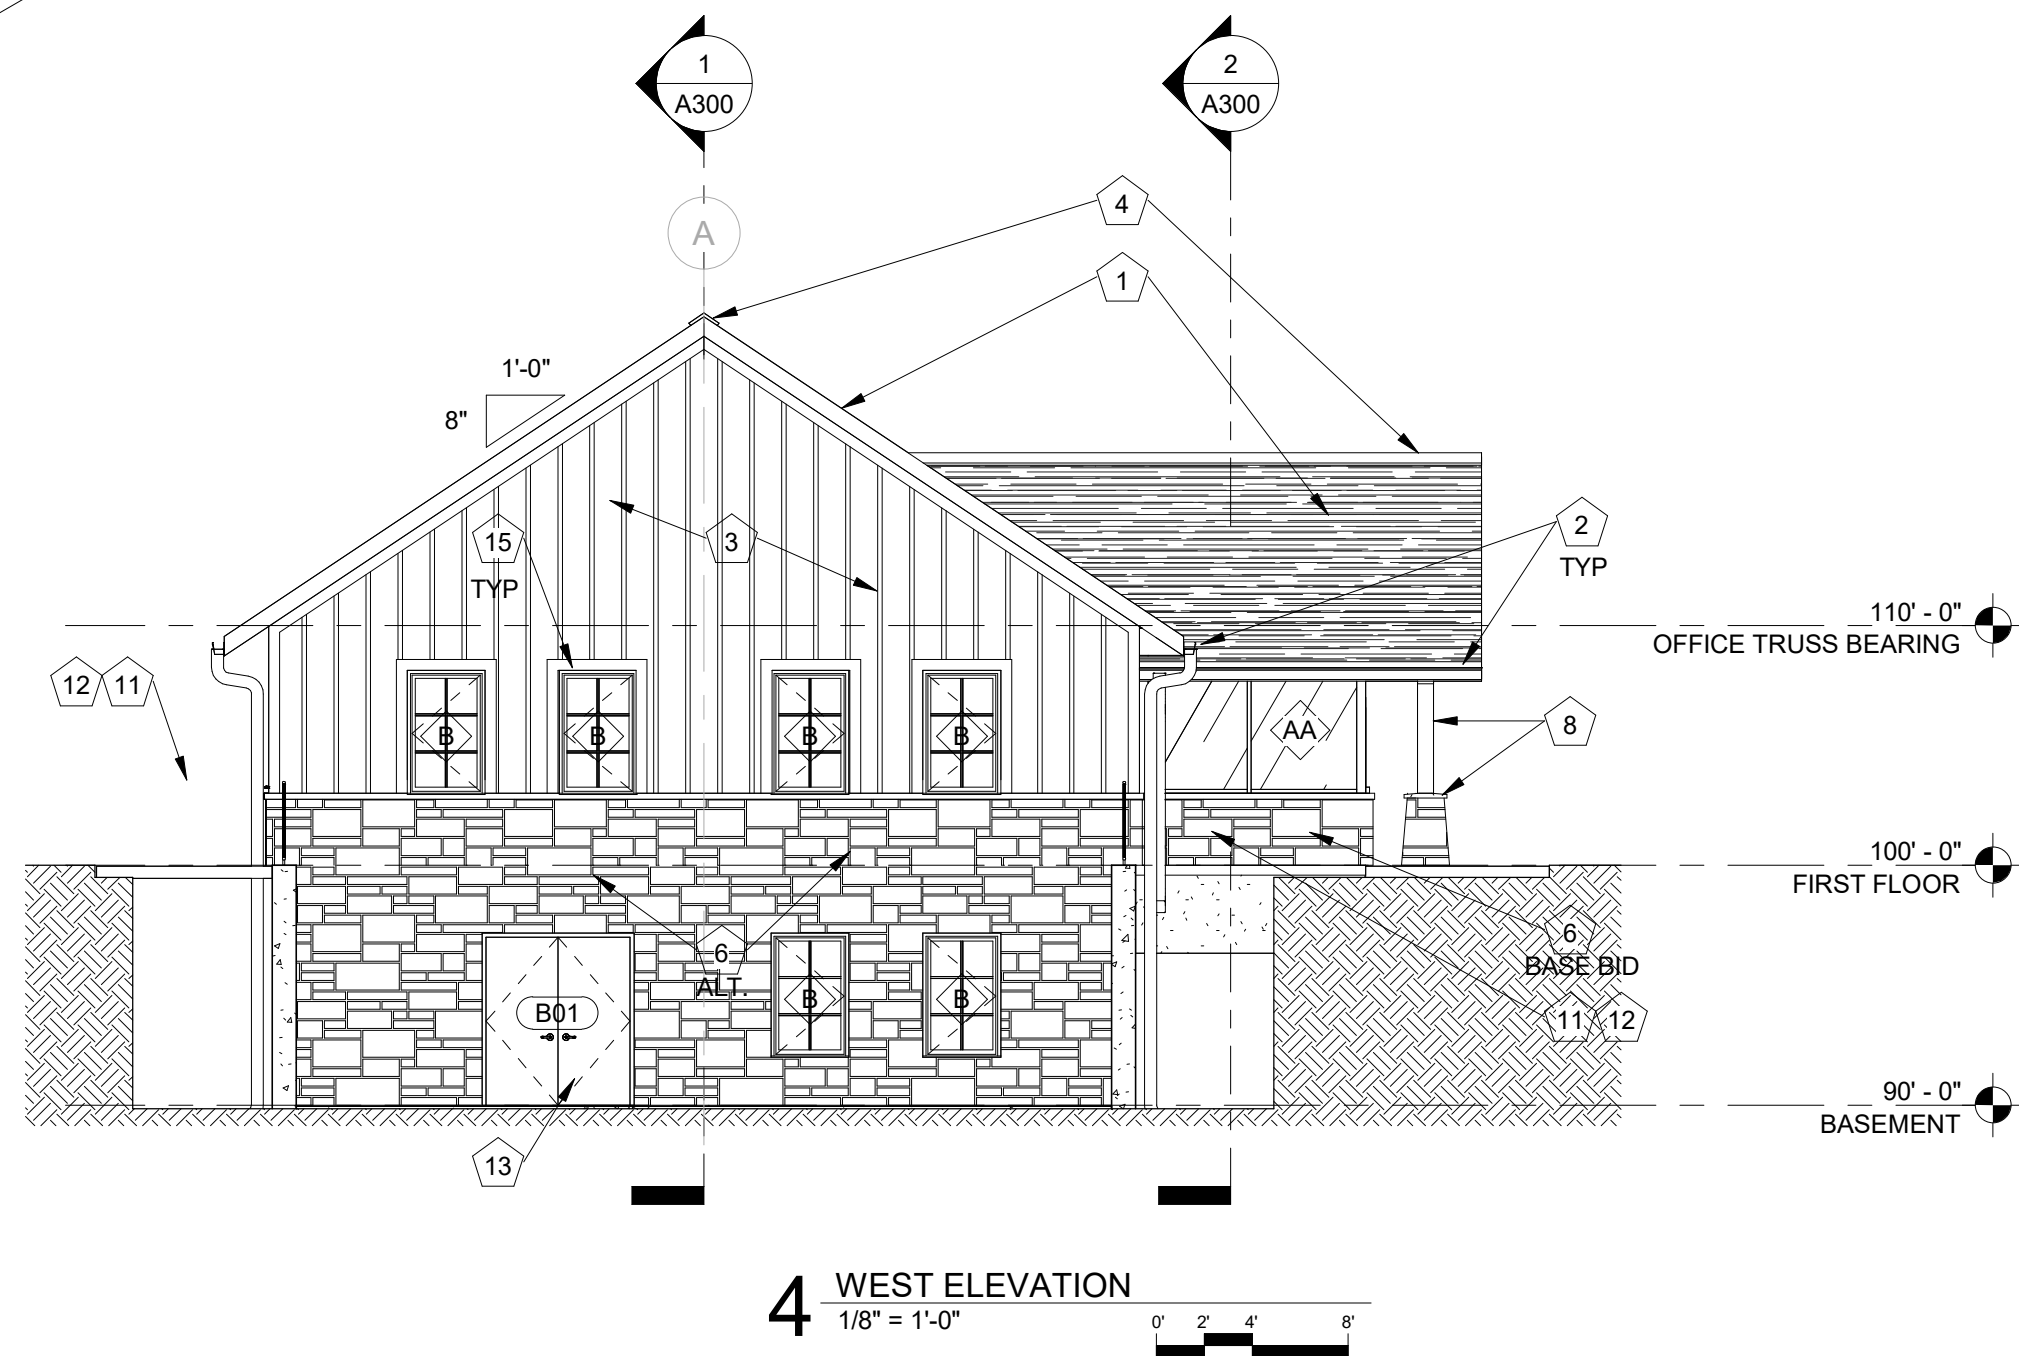 1
A300
2
A300
4
A
1
1'-0"
8"
15
TYP
3
2
TYP
110' - 0"
OFFICE TRUSS BEARING
12
11
B
B
B
B
AA
8
100' - 0"
FIRST FLOOR
6
ALT.
6
BASE BID
B01
B
B
11
12
90' - 0"
BASEMENT
13
4
WEST ELEVATION
1/8" = 1'-0"
0'
2'
4'
8'